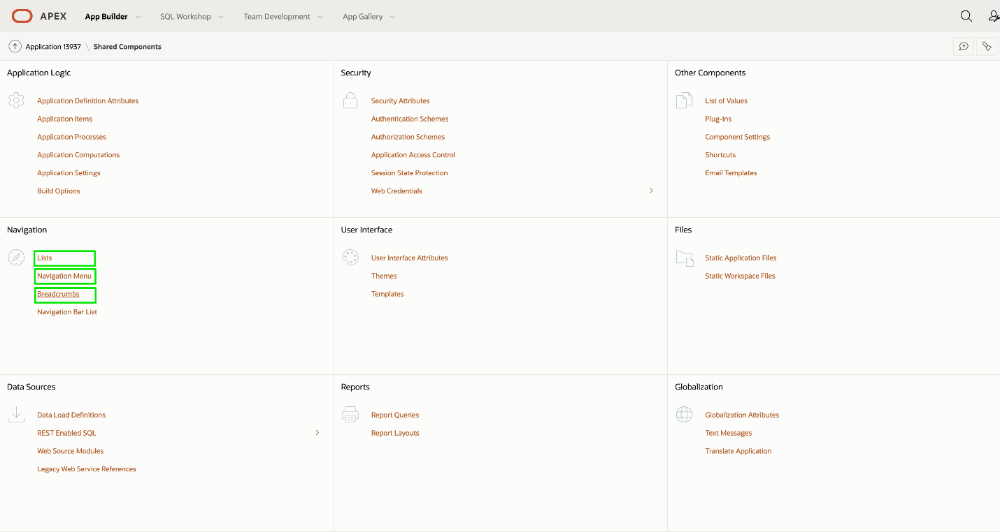 APEX App Builder SQL Workshop Team Development App Gallery
Application 13937 \ Shared Components
Application Logic
Application Definition Attributes
Application Items
Application Processes
Application Computations
Application Settings
Build Options
Security
Security Attributes
Authentication Schemes
Authorization Schemes
Application Access Control
Session State Protection
Web Credentials
Other Components
List of Values
Plug-ins
Component Settings
Shortcuts
Email Templates
Navigation
Lists
Navigation Menu
Breadcrumbs
Navigation Bar List
User Interface
User Interface Attributes
Themes
Templates
Files
Static Application Files
Static Workspace Files
Data Sources
Data Load Definitions
REST Enabled SQL
Web Source Modules
Legacy Web Service References
Reports
Report Queries
Report Layouts
Globalization
Globalization Attributes
Text Messages
Translate Application